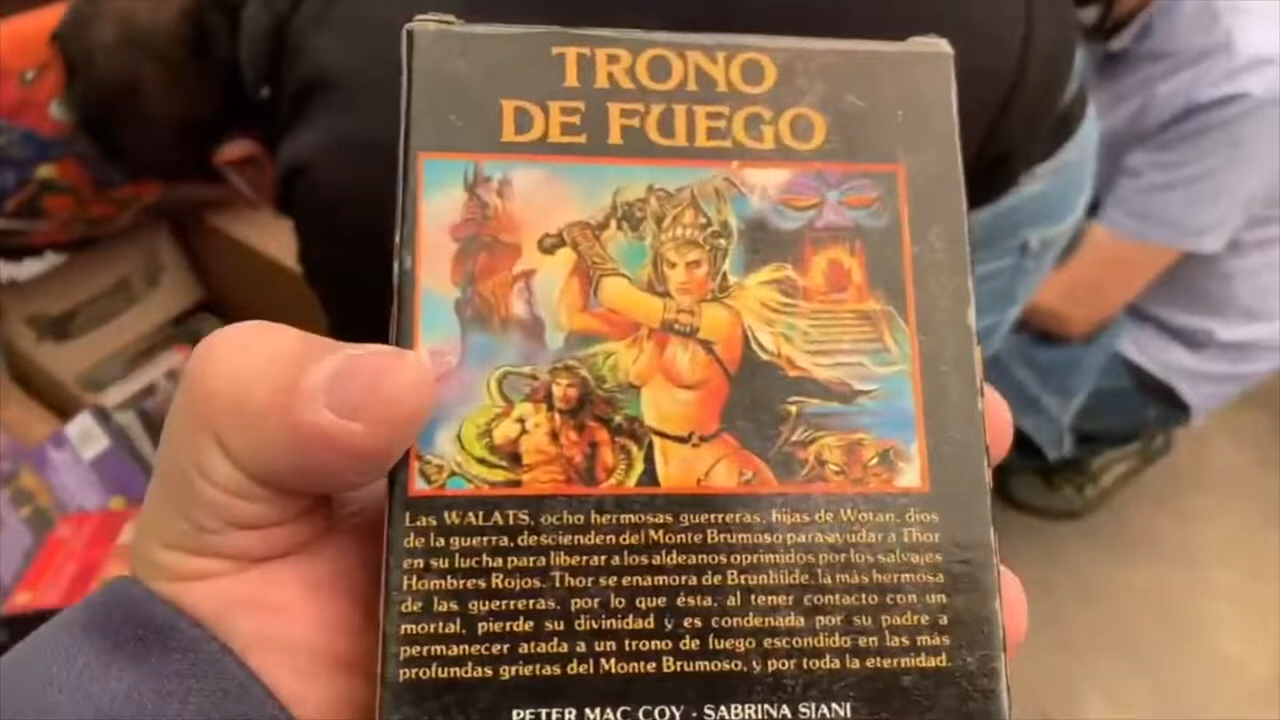 TRONO
DE FUEGO
Las WALATS, ocho hermosas guerreras, hijas de Wotan, dios
de la guerra, descienden del Monte Brumoso para ayudar a Thor
en su lucha para liberar a los aldeanos oprimidos por los salvajes
Hombres Rojos. Thor se enamora de Brunhilde, la más hermosa
de las guerreras, por lo que ésta, al tener contacto con un
mortal, pierde su divinidad y es condenada por su padre a
permanecer atada a un trono de fuego escondido en las más
profundas grietas del Monte Brumoso, y por toda la eternidad.
PETER MAC COY - SABRINA SIANI